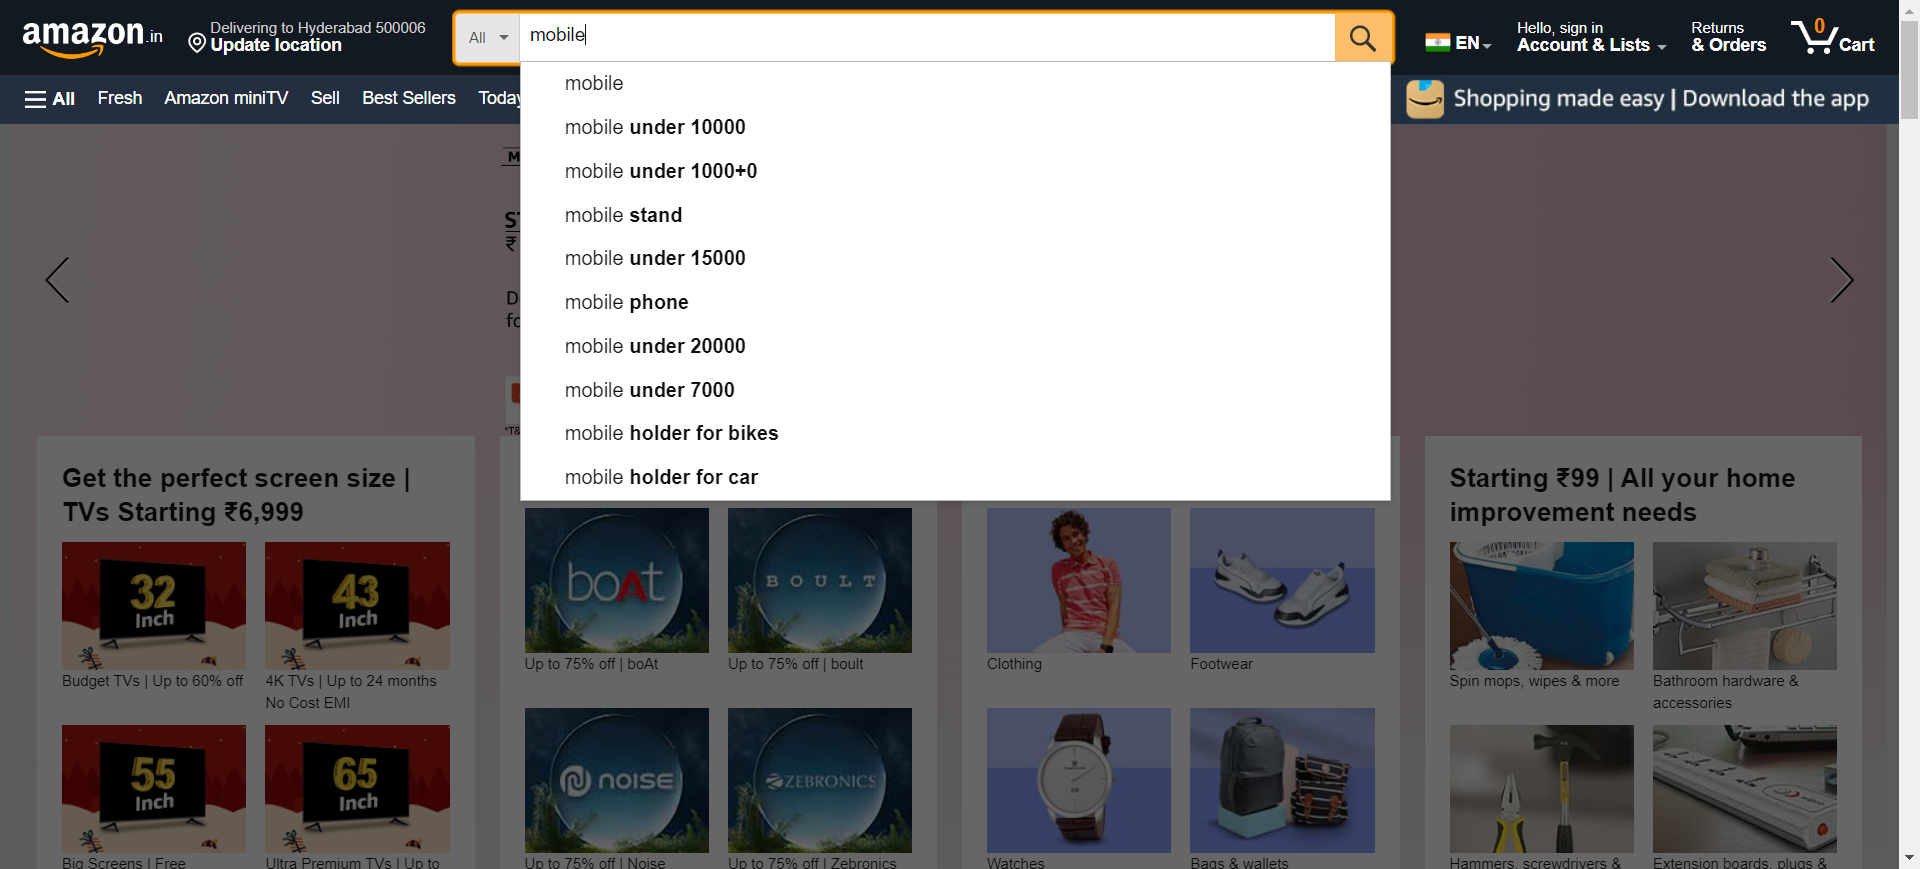 amazon.in
Delivering to Hyderabad 500006
Update location
All
mobile
EN
Hello, sign in
Account & Lists
Returns
& Orders
0
Cart
All
Fresh
Amazon miniTV
Sell
Best Sellers
Today
Shopping made easy | Download the app
mobile
mobile under 10000
mobile under 1000+0
mobile stand
mobile under 15000
mobile phone
mobile under 20000
mobile under 7000
mobile holder for bikes
mobile holder for car
Get the perfect screen size |
TVs Starting ₹6,999
32
Inch
43
Inch
Budget TVs | Up to 60% off
4K TVs | Up to 24 months
No Cost EMI
55
Inch
65
Inch
Big Screens | Free
Ultra Premium TVs | Up to
boAt
BOULT
Up to 75% off | boAt
Up to 75% off | boult
NOISE
ZEBRONICS
Up to 75% off | Noise
Up to 75% off | Zebronics
Clothing
Footwear
Watches
Bags & wallets
Starting ₹99 | All your home
improvement needs
Spin mops, wipes & more
Bathroom hardware &
accessories
Hammers, screwdrivers &
Extension boards, plugs &